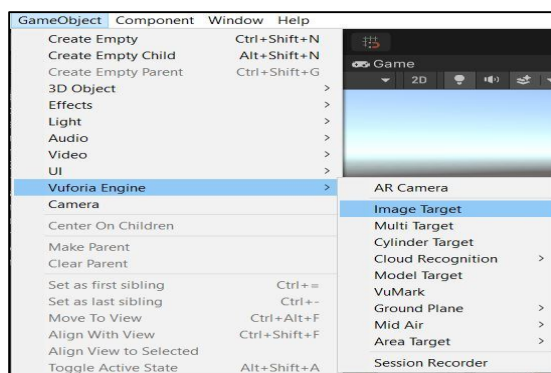 GameObject Component Window Help
Create Empty Ctrl+Shift+N
Create Empty Child Alt+Shift+N
Create Empty Parent Ctrl+Shift+G
3D Object >
Effects >
Light >
Audio >
Video >
UI >
Vuforia Engine >
Camera
Center On Children
Make Parent
Clear Parent
Set as first sibling Ctrl+=
Set as last sibling Ctrl+-
Move To View Ctrl+Alt+F
Align With View Ctrl+Shift+F
Align View to Selected
Toggle Active State Alt+Shift+A
Game
2D
AR Camera
Image Target
Multi Target
Cylinder Target
Cloud Recognition >
Model Target
VuMark
Ground Plane >
Mid Air >
Area Target >
Session Recorder